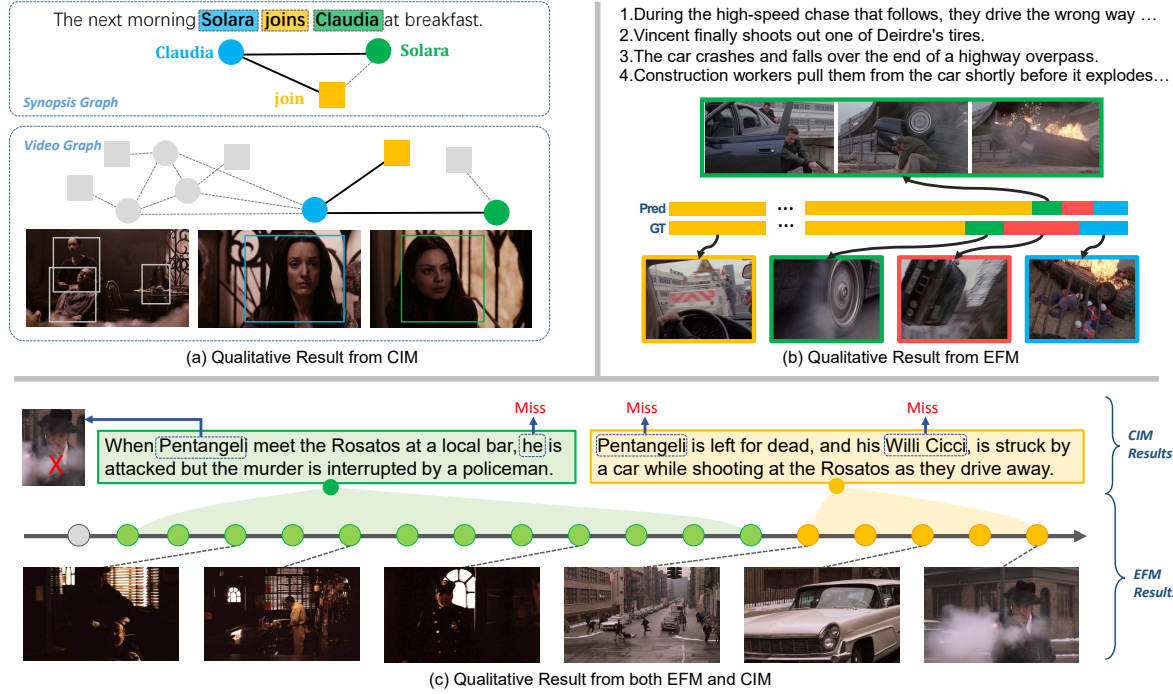 The next morning Solara joins Claudia at breakfast.
Claudia
Solara
join
Synopsis Graph
Video Graph
(a) Qualitative Result from CIM
1.During the high-speed chase that follows, they drive the wrong way …
2.Vincent finally shoots out one of Deirdre's tires.
3.The car crashes and falls over the end of a highway overpass.
4.Construction workers pull them from the car shortly before it explodes…
Pred
...
GT
...
(b) Qualitative Result from EFM
Miss
Miss
Miss
X
When Pentangeli meet the Rosatos at a local bar, he is
attacked but the murder is interrupted by a policeman.
Pentangeli is left for dead, and his Willi Cicci, is struck by
a car while shooting at the Rosatos as they drive away.
CIM
Results
EFM
Results
(c) Qualitative Result from both EFM and CIM